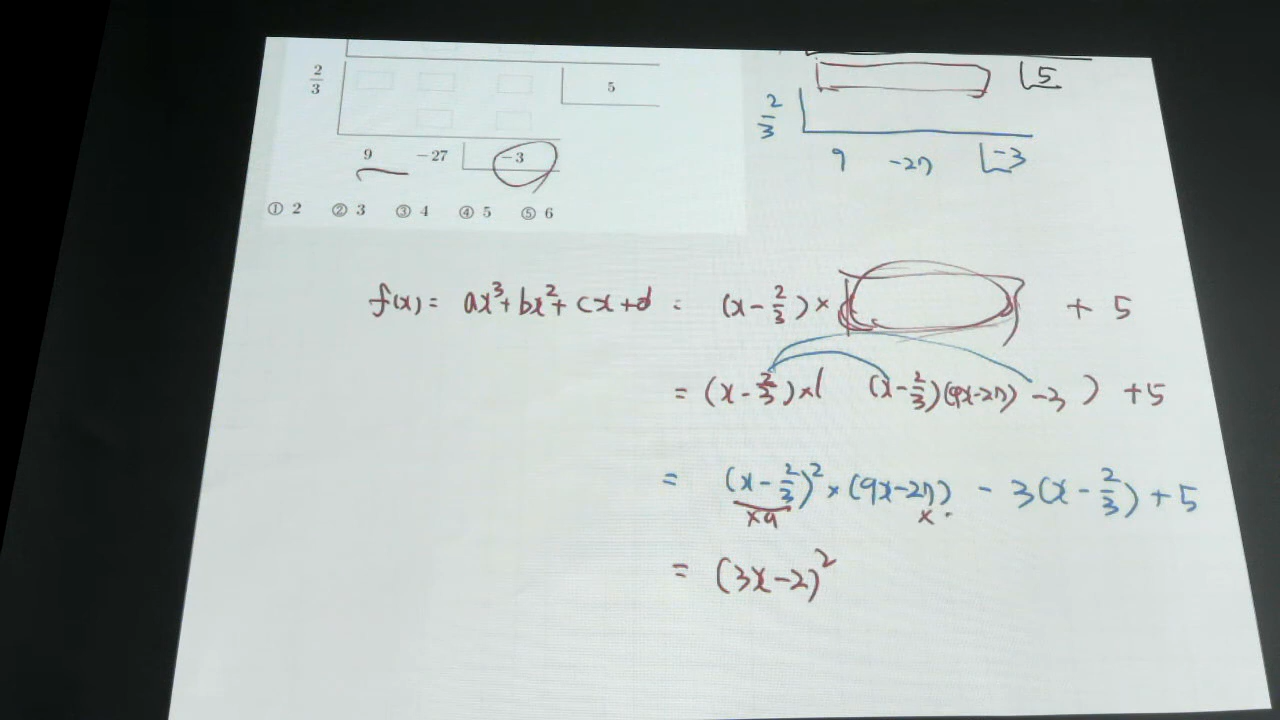 2/3 5
9 -27 -3
① 2 ② 3 ③ 4 ④ 5 ⑤ 6
5
2/3
9 -27 -3
f(x) = ax³ + bx² + cx + d = (x - 2/3) × ( ) + 5
= (x - 2/3) × ( (x - 2/3)(9x-27) -3 ) + 5
= (x - 2/3)² × (9x-27) - 3(x - 2/3) + 5
×9 ×
= (3x-2)²